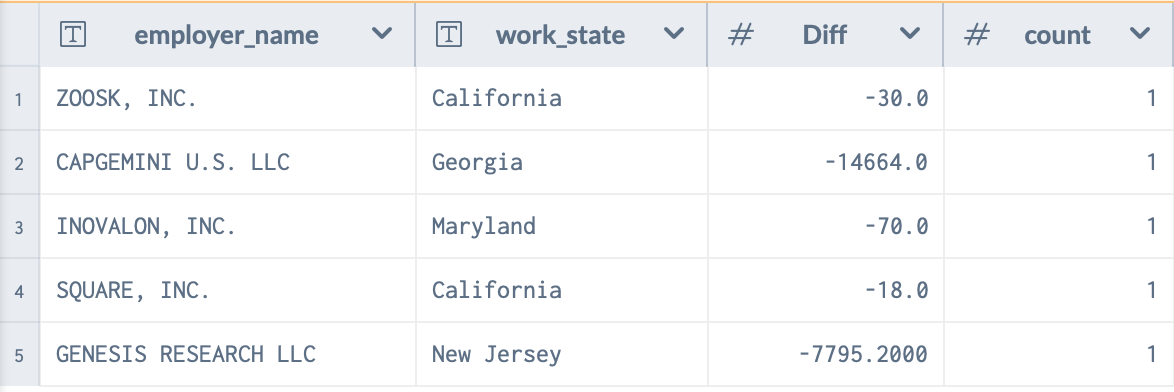 employer_name work_state # Diff # count
1 ZOOSK, INC. California -30.0 1
2 CAPGEMINI U.S. LLC Georgia -14664.0 1
3 INOVALON, INC. Maryland -70.0 1
4 SQUARE, INC. California -18.0 1
5 GENESIS RESEARCH LLC New Jersey -7795.2000 1